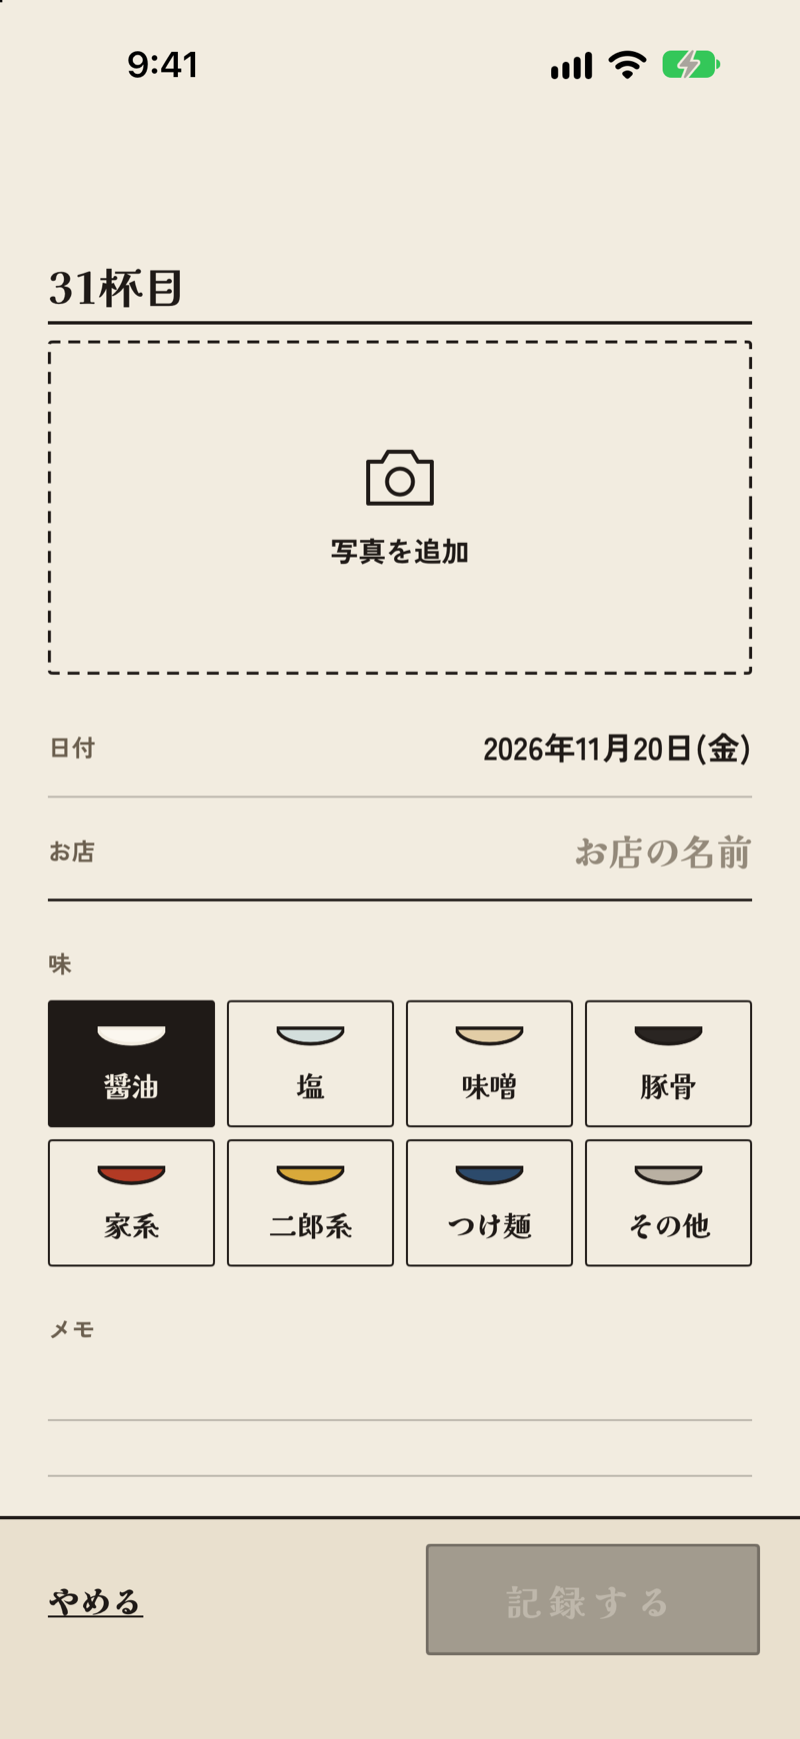 9:41
31杯目
写真を追加
日付 2026年11月20日(金)
お店 お店の名前
味
醤油 塩 味噌 豚骨
家系 二郎系 つけ麺 その他
メモ
やめる 記録する